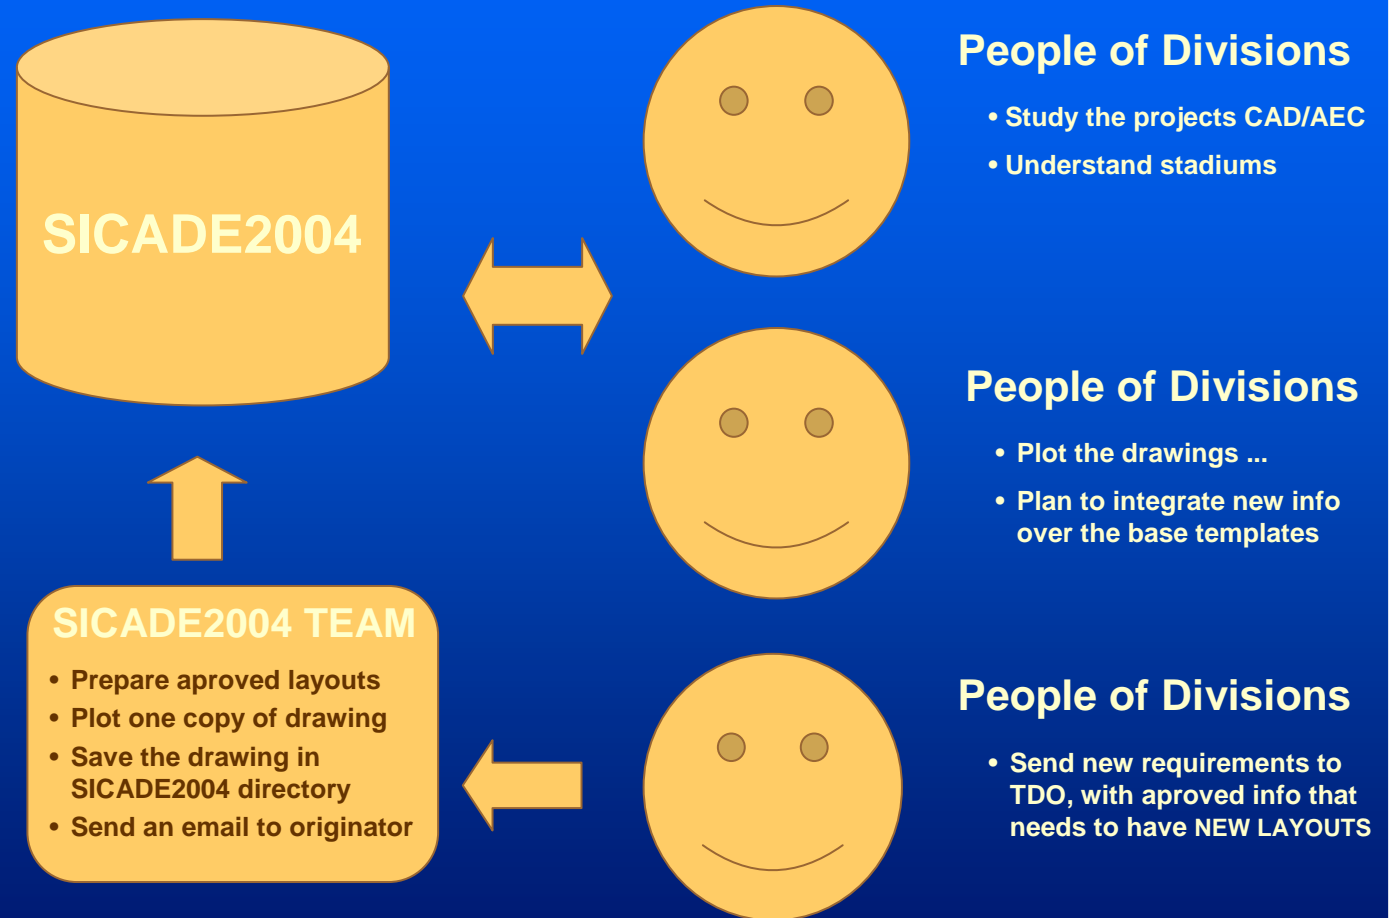 SICADE2004
People of Divisions
• Study the projects CAD/AEC
• Understand stadiums
People of Divisions
• Plot the drawings ...
• Plan to integrate new info
over the base templates
SICADE2004 TEAM
• Prepare aproved layouts
• Plot one copy of drawing
• Save the drawing in
SICADE2004 directory
• Send an email to originator
People of Divisions
• Send new requirements to
TDO, with aproved info that
needs to have NEW LAYOUTS